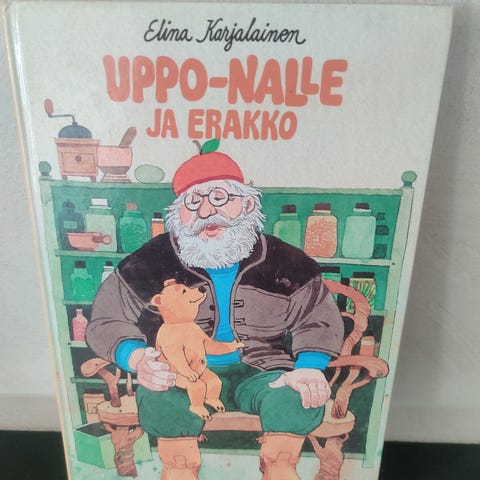 Elina Karjalainen
UPPO-NALLE
JA ERAKKO